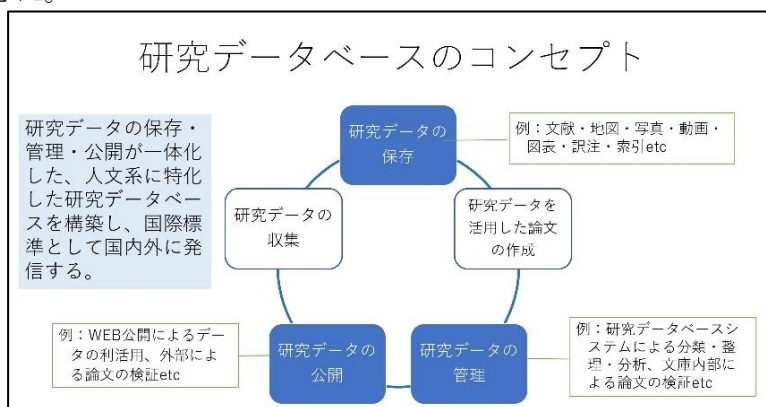 研究データベースのコンセプト
研究データの保存・
管理・公開が一体化
した、人文系に特化
した研究データベー
スを構築し、国際標
準として国内外に発
信する。
研究データの
保存
例：文献・地図・写真・動画・
図表・訳注・索引etc
研究データの
収集
研究データを
活用した論文
の作成
例：WEB公開によるデー
タの利活用、外部によ
る論文の検証etc
研究データの
公開
研究データの
管理
例：研究データベースシ
ステムによる分類・整
理・分析、文庫内部
による論文の検証etc